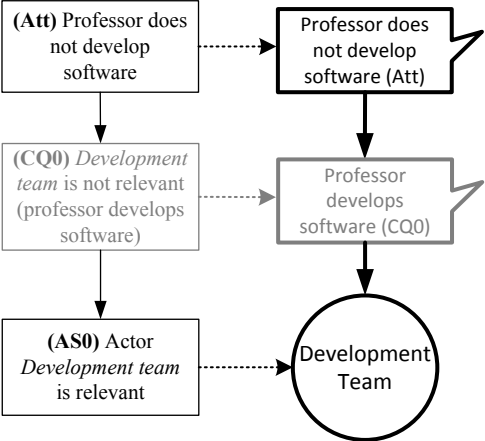 (Att) Professor does
not develop
software
Professor does
not develop
software (Att)
(CQ0) Development
team is not relevant
(professor develops
software)
Professor
develops
software (CQ0)
(AS0) Actor
Development team
is relevant
Development
Team